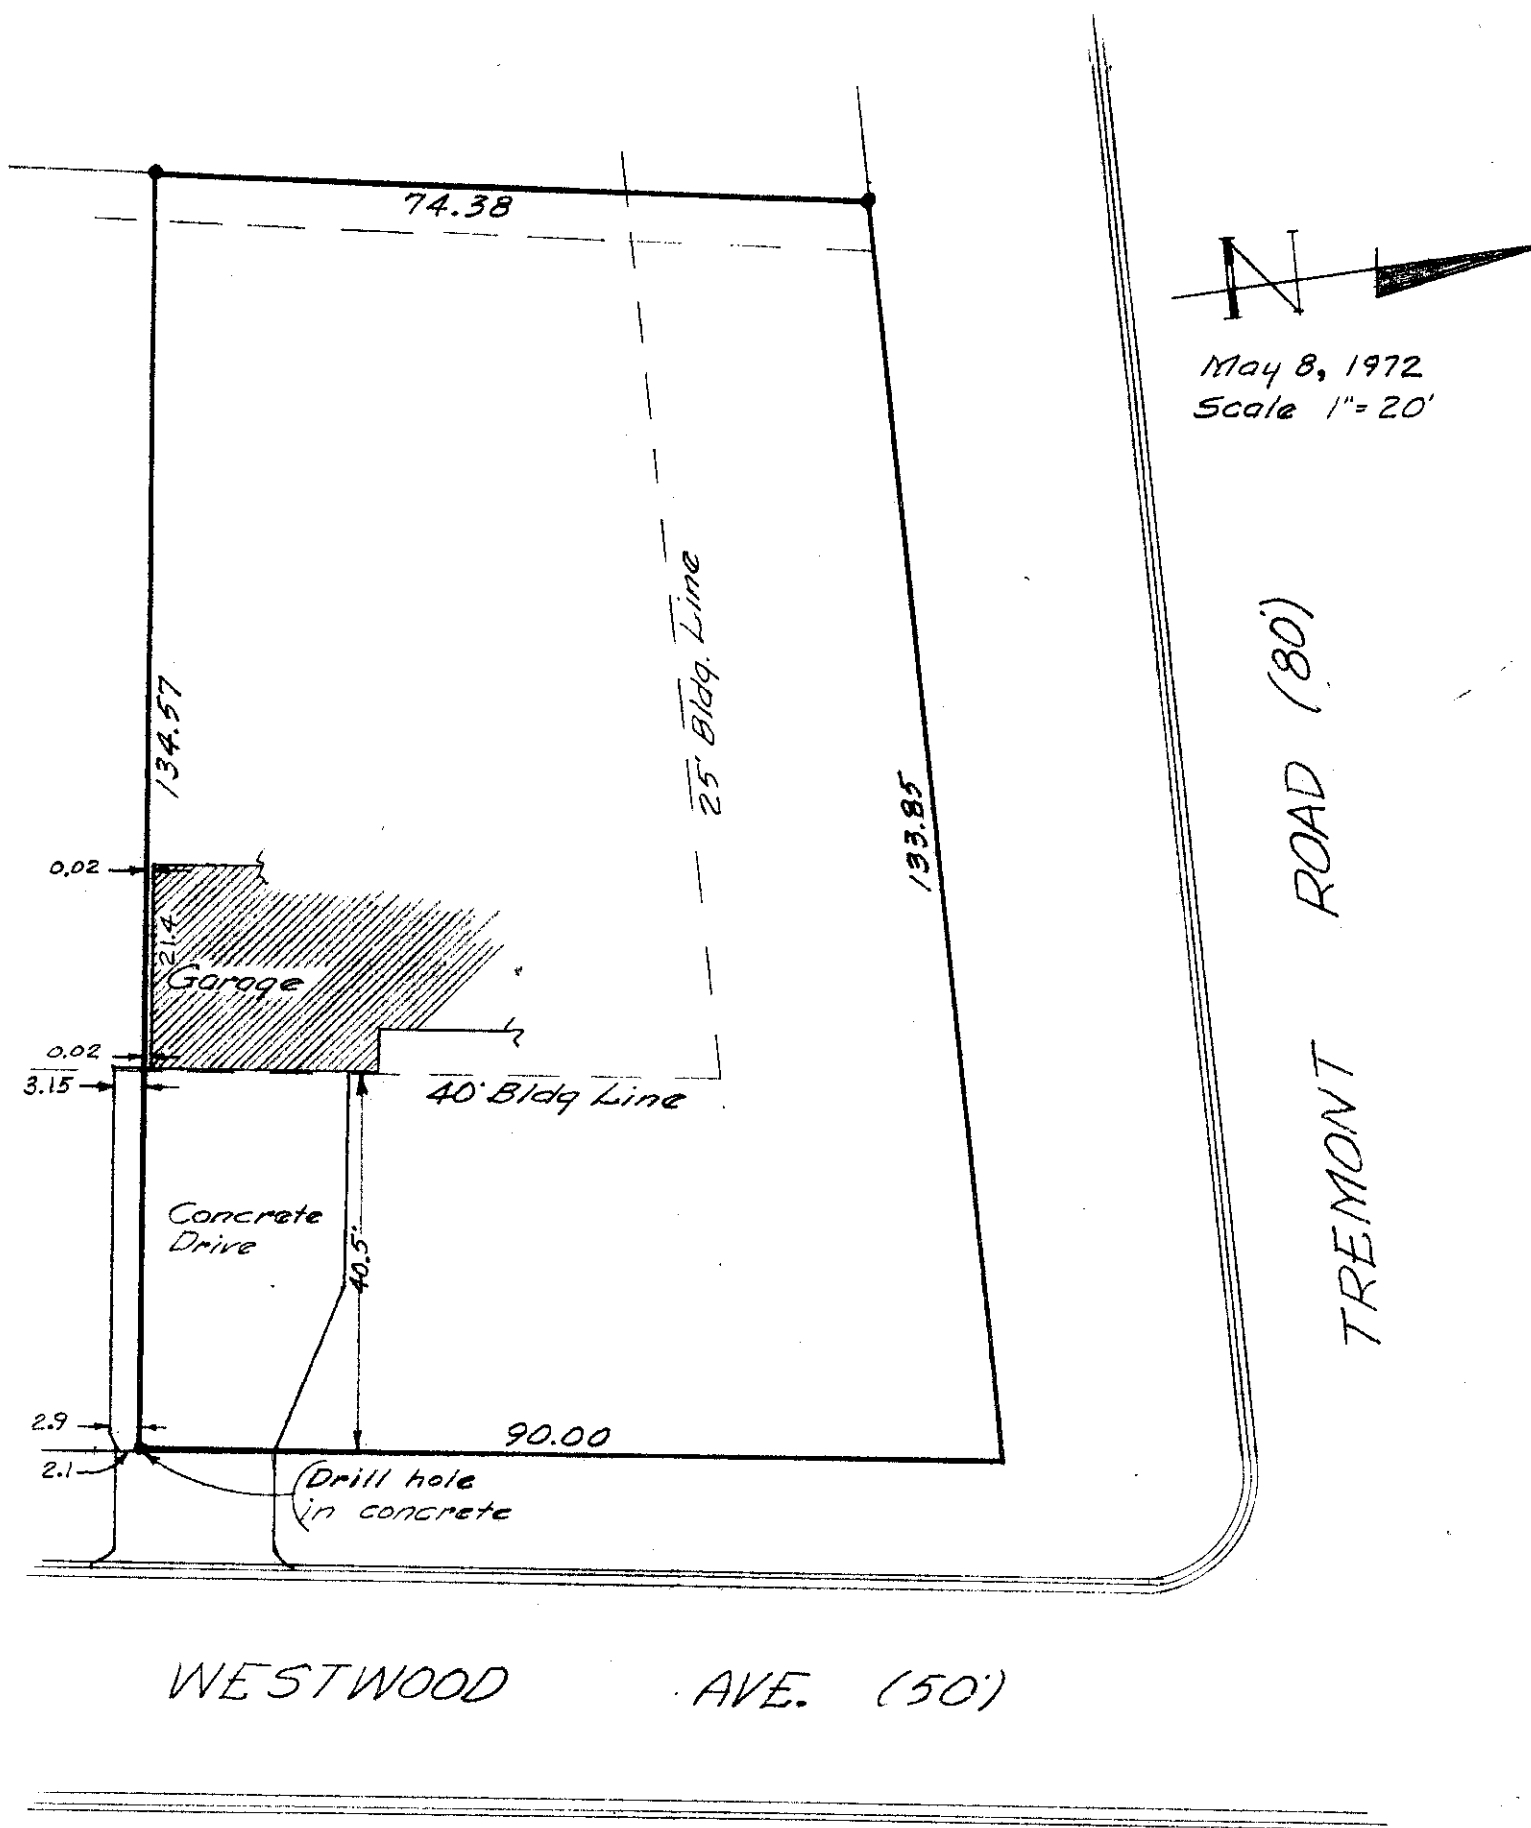 74.38
N
May 8, 1972
Scale 1"= 20'
134.57
25' Bldg. Line
133.85
TREMONT ROAD (80')
0.02
21.4
Garage
0.02
3.15
40' Bldg Line
Concrete
Drive
40.5'
2.9
90.00
2.1
Drill hole
in concrete
WESTWOOD AVE. (50')